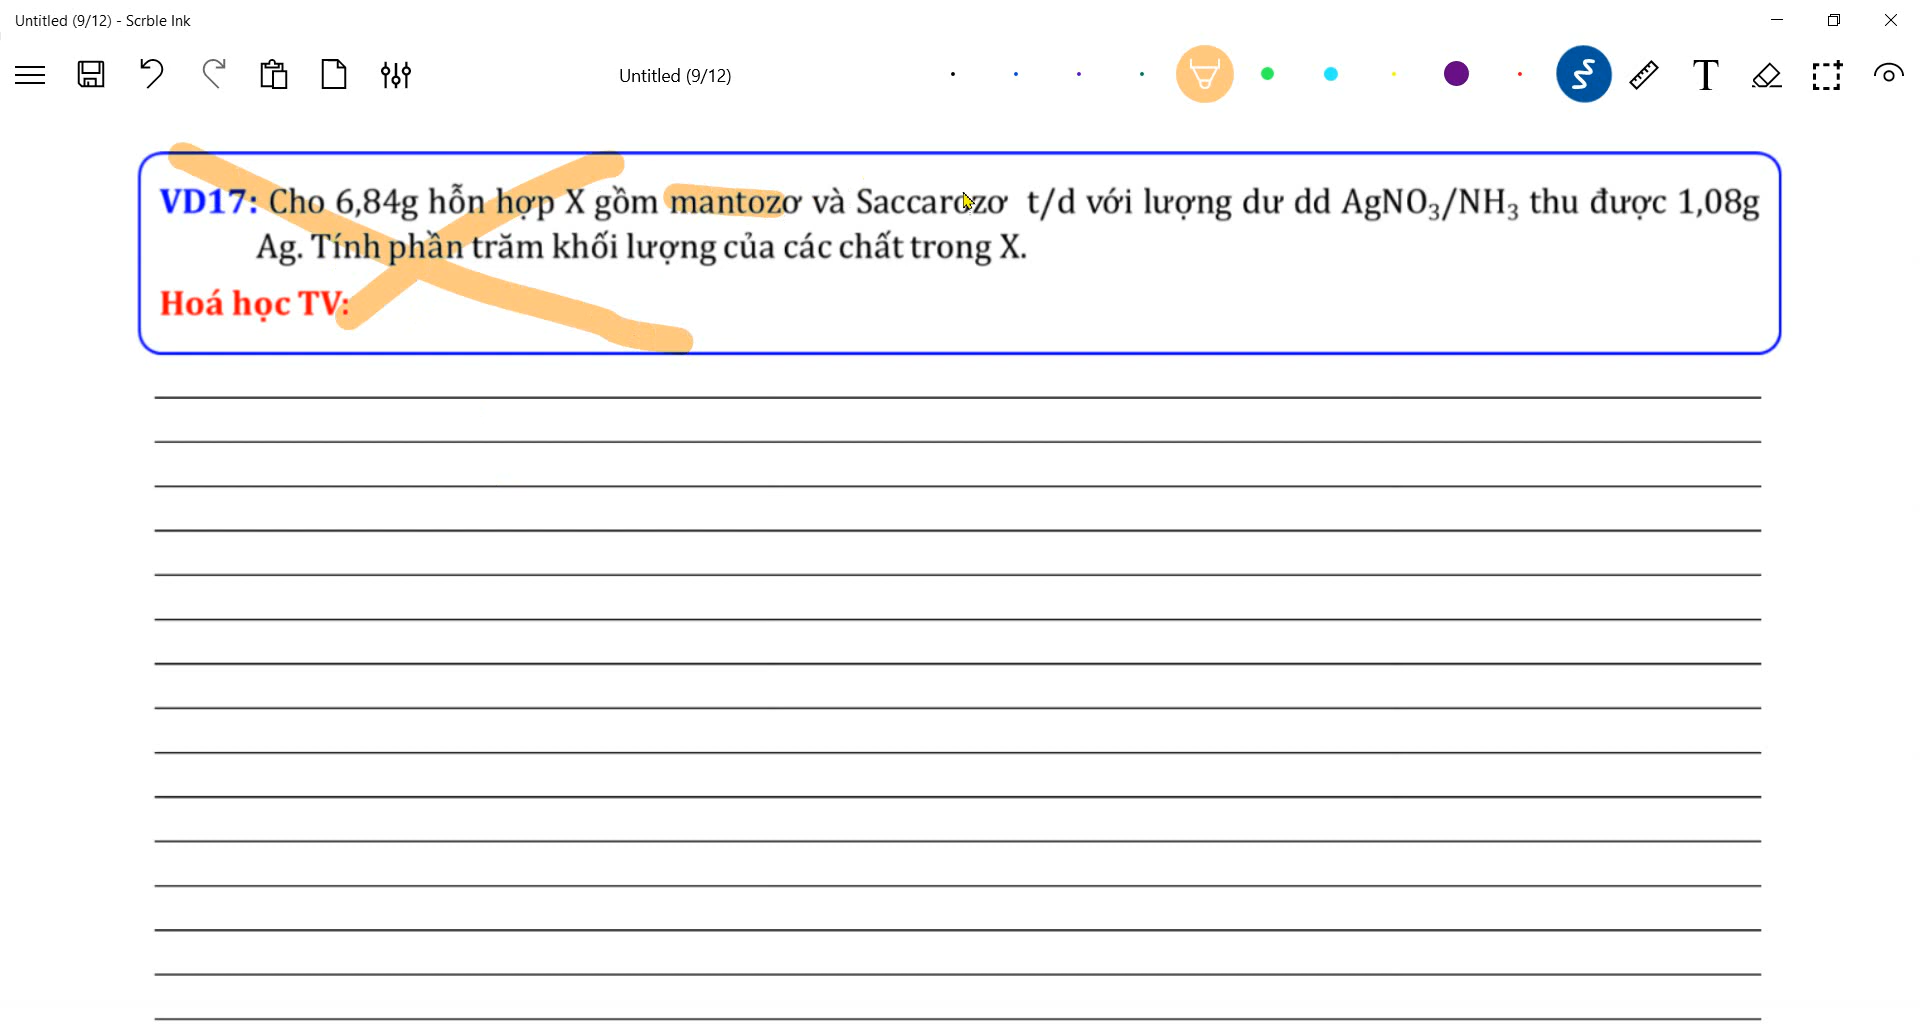 Untitled (9/12) - Scrble Ink
Untitled (9/12)
T
VD17: Cho 6,84g hỗn hợp X gồm mantozơ và Saccarozơ t/d với lượng dư dd AgNO₃/NH₃ thu được 1,08g
Ag. Tính phần trăm khối lượng của các chất trong X.
Hoá học TV: